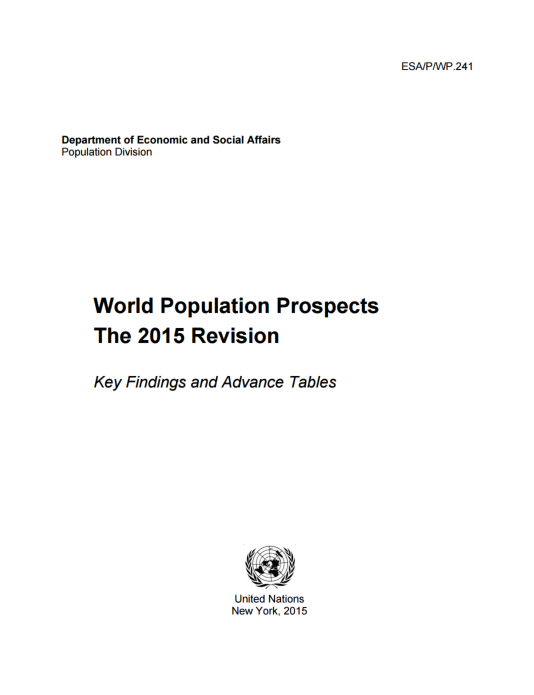 ESA/P/WP.241
Department of Economic and Social Affairs
Population Division
World Population Prospects
The 2015 Revision
Key Findings and Advance Tables
United Nations
New York, 2015